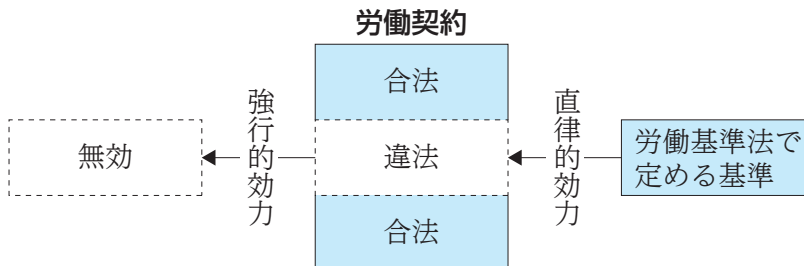 労働契約
合法
強行的効力
直律的効力
無効
違法
労働基準法で
定める基準
合法